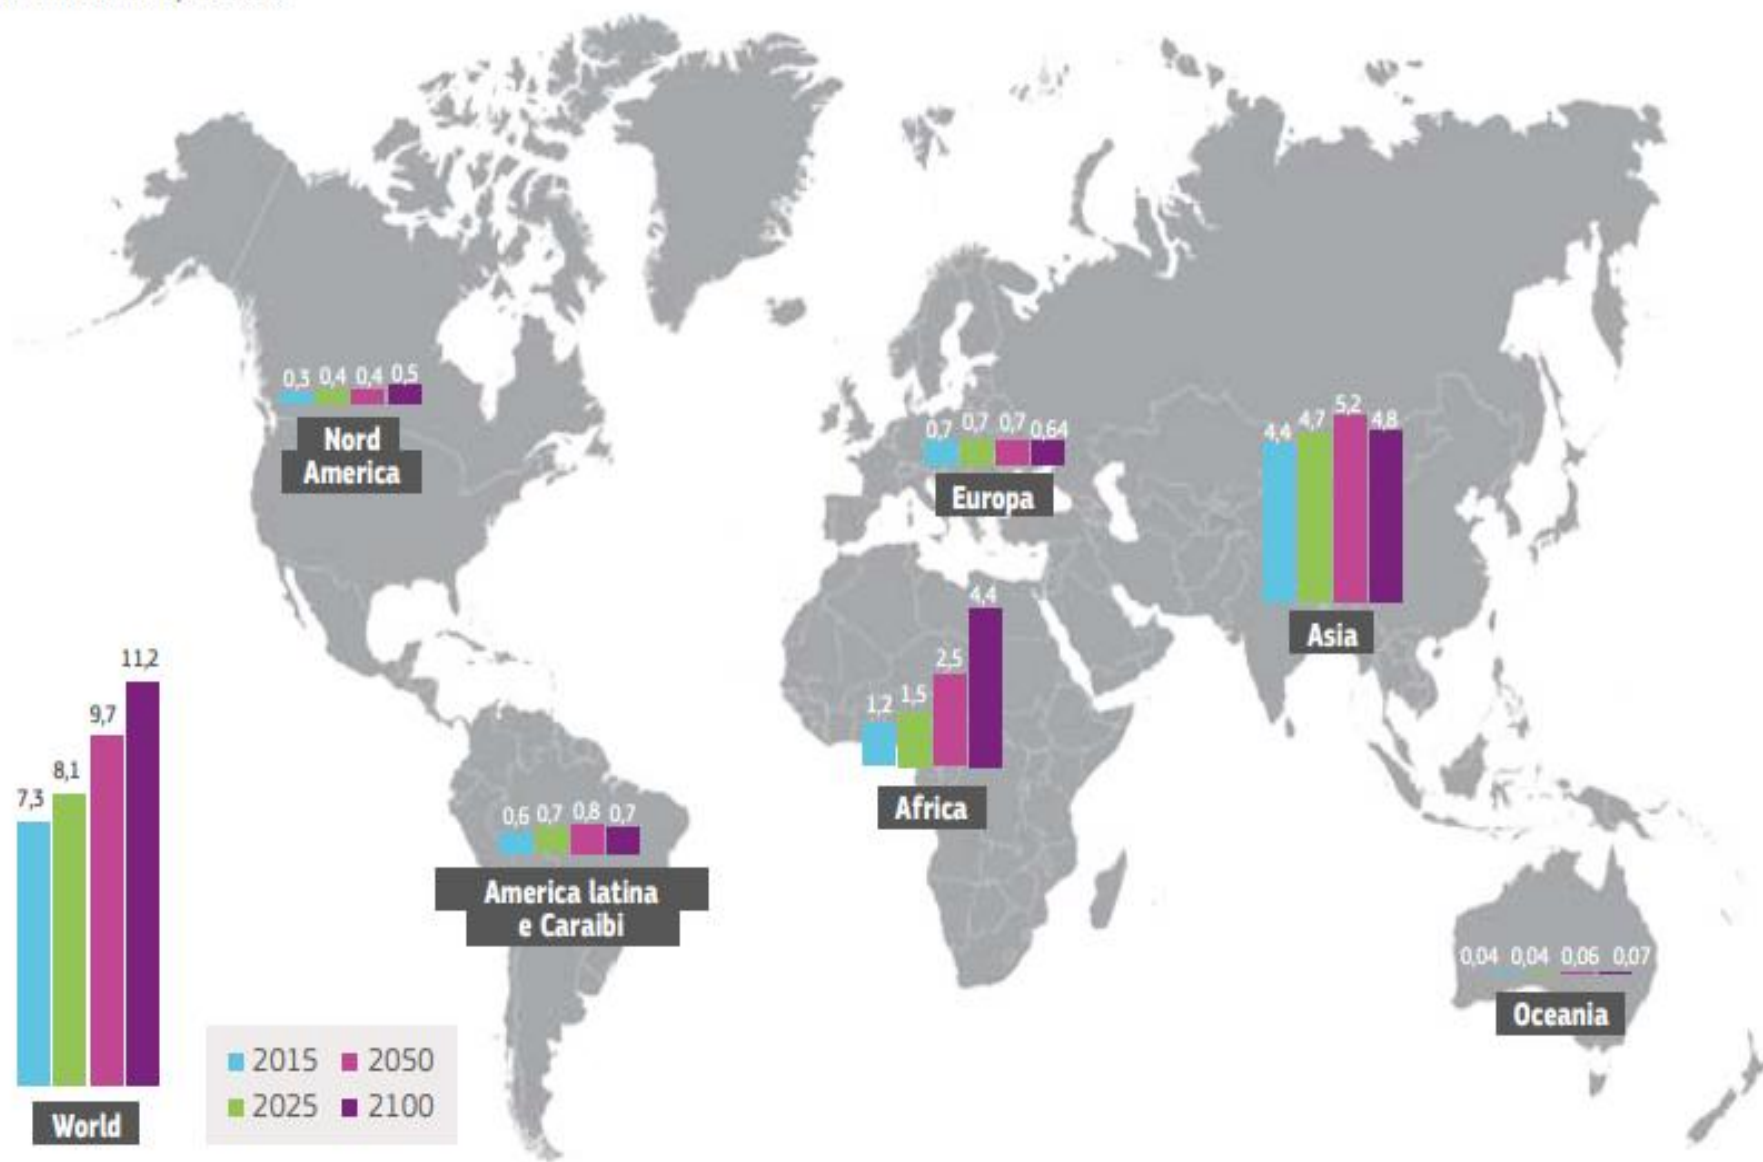 0,3 0,4 0,4 0,5
Nord
America
0,7 0,7 0,7 0,64
Europa
4,4 4,7 5,2 4,8
Asia
1,2 1,5 2,5 4,4
Africa
7,3 8,1 9,7 11,2
World
0,6 0,7 0,8 0,7
America latina
e Caraibi
0,04 0,04 0,06 0,07
Oceania
2015 2050
2025 2100